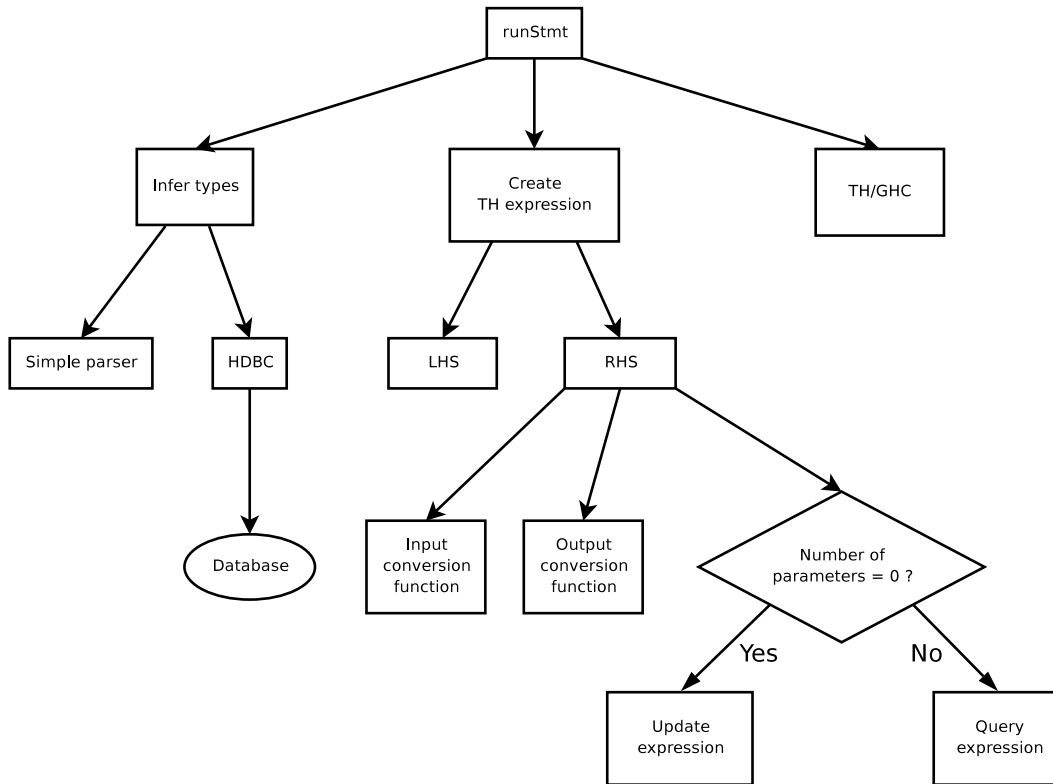 runStmt
Infer types
Create
TH expression
TH/GHC
Simple parser
HDBC
LHS
RHS
Database
Input
conversion
function
Output
conversion
function
Number of
parameters = 0 ?
Yes
No
Update
expression
Query
expression